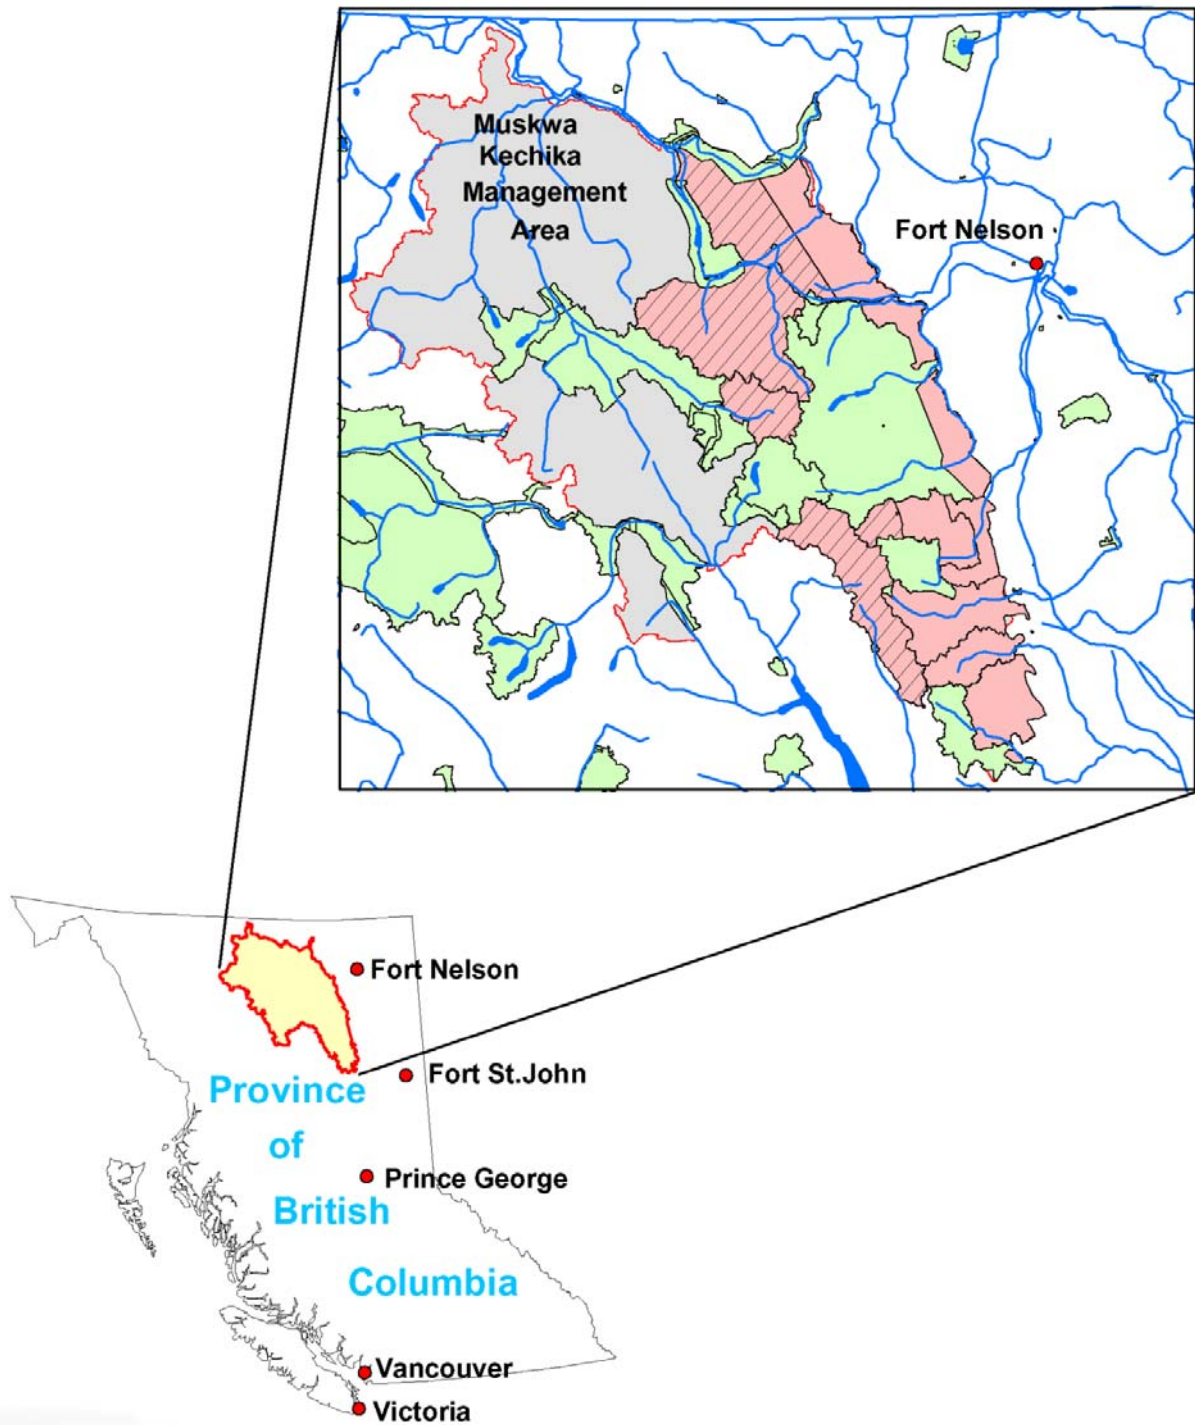 Muskwa
Kechika
Management
Area
Fort Nelson
Fort Nelson
Fort St.John
Province
of
Prince George
British
Columbia
Vancouver
Victoria